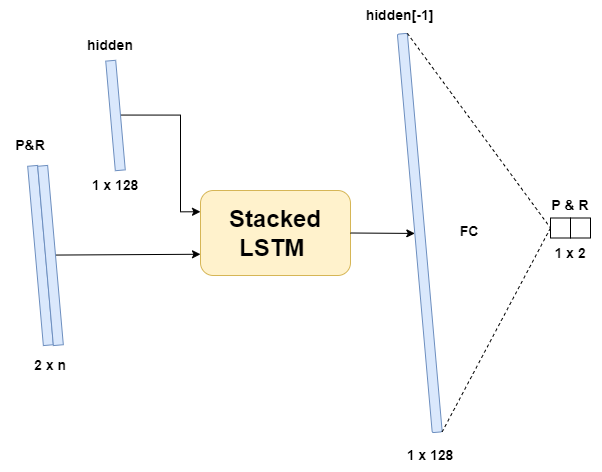 hidden[-1]
hidden
P&R
1 x 128
Stacked
LSTM
P & R
FC
1 x 2
2 x n
1 x 128